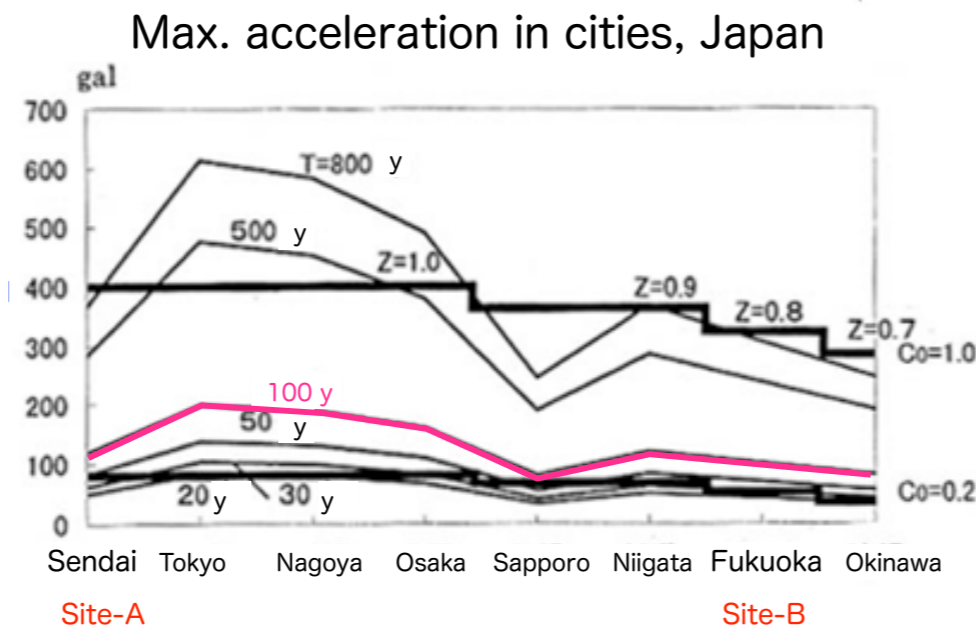 Max. acceleration in cities, Japan
gal
700
600
500
400
300
200
100
0
T=800 y
500 y
Z=1.0
Z=0.9
Z=0.8
Z=0.7
Co=1.0
100 y
50 y
20 y
30 y
Co=0.2
Sendai Tokyo Nagoya Osaka Sapporo Niigata Fukuoka Okinawa
Site-A Site-B